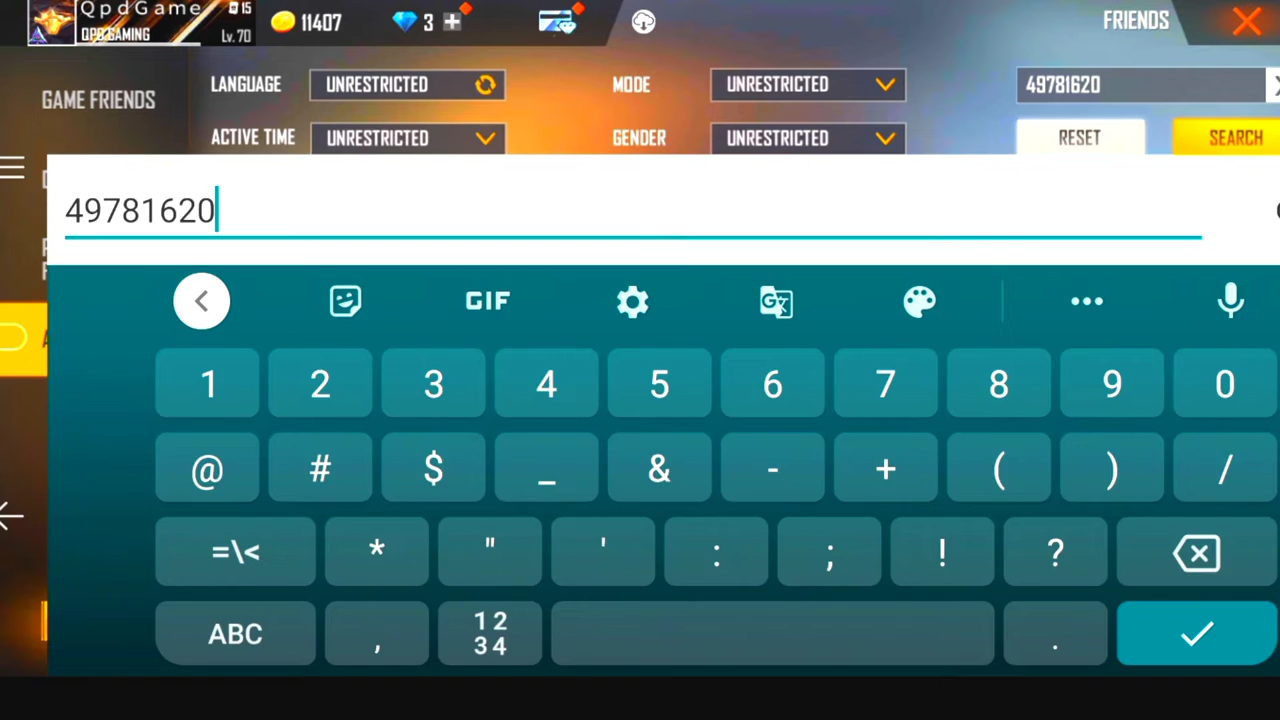 QpdGame 15
QPD.GAMING Lv. 70
11407
3
FRIENDS
GAME FRIENDS
LANGUAGE UNRESTRICTED
MODE UNRESTRICTED
49781620
ACTIVE TIME UNRESTRICTED
GENDER UNRESTRICTED
RESET
SEARCH
49781620
GIF
1 2 3 4 5 6 7 8 9 0
@ # $ _ & - + ( ) /
=\< * " ' : ; ! ?
ABC , 12 34 .